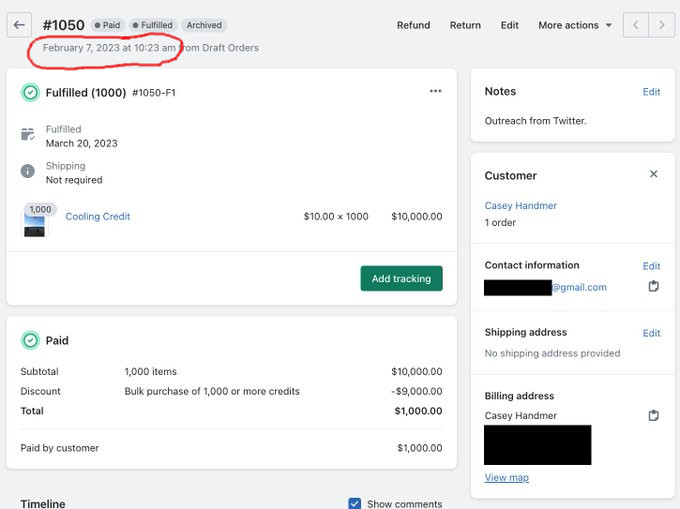 #1050 Paid Fulfilled Archived Refund Return Edit More actions
February 7, 2023 at 10:23 am from Draft Orders
Fulfilled (1000) #1050-F1
Fulfilled
March 20, 2023
Shipping
Not required
1,000
Cooling Credit $10.00 × 1000 $10,000.00
Add tracking
Paid
Subtotal 1,000 items $10,000.00
Discount Bulk purchase of 1,000 or more credits -$9,000.00
Total $1,000.00
Paid by customer $1,000.00
Timeline Show comments
Notes Edit
Outreach from Twitter.
Customer
Casey Handmer
1 order
Contact information Edit
@gmail.com
Shipping address Edit
No shipping address provided
Billing address
Casey Handmer
View map